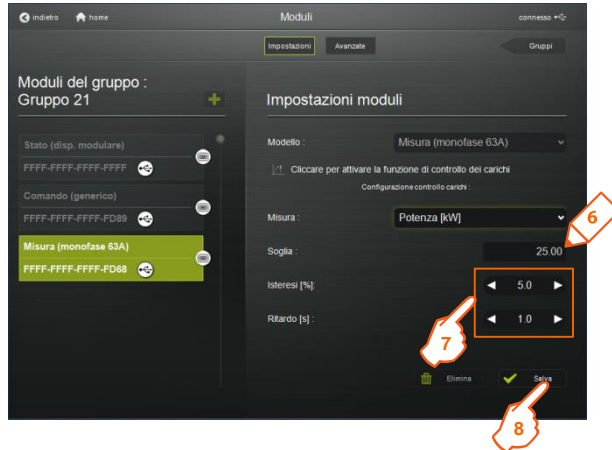 indietro home Moduli connesso
Impostazioni Avanzate Gruppi
Moduli del gruppo :
Gruppo 21
Impostazioni moduli
Stato (disp. modulare)
FFFF-FFFF-FFFF-FFFF
Comando (generico)
FFFF-FFFF-FFFF-FD89
Misura (monofase 63A)
FFFF-FFFF-FFFF-FD68
Modello : Misura (monofase 63A)
Cliccare per attivare la funzione di controllo dei carichi
Configurazione controllo carichi :
Misura : Potenza [kW]
6
Soglia : 25.00
Isteresi [%]: 5.0
Ritardo [s] : 1.0
7
Elimina Salva
8